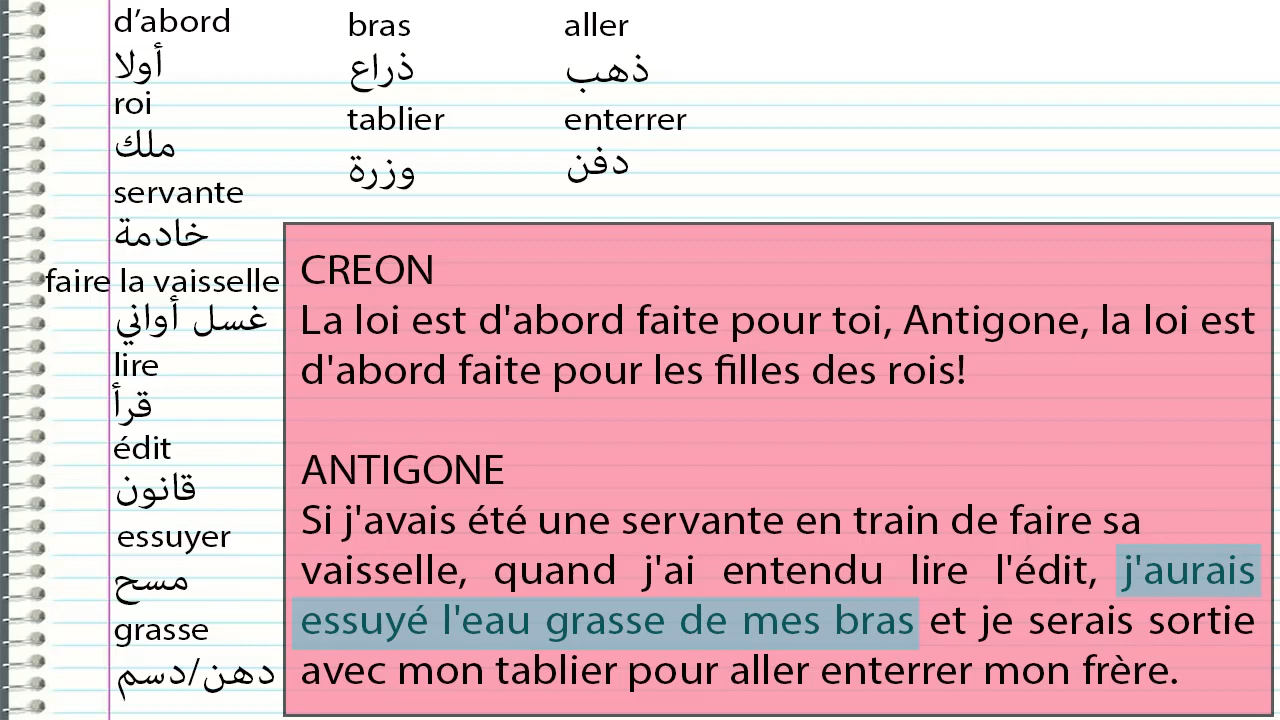 d’abord
أولا
roi
ملك
servante
خادمة
faire la vaisselle
غسل أواني
lire
قرأ
édit
قانون
essuyer
مسح
grasse
دهن/دسم
bras
ذراع
tablier
وزرة
aller
ذهب
enterrer
دفن
CREON
La loi est d'abord faite pour toi, Antigone, la loi est
d'abord faite pour les filles des rois!
ANTIGONE
Si j'avais été une servante en train de faire sa
vaisselle, quand j'ai entendu lire l'édit, j'aurais
essuyé l'eau grasse de mes bras et je serais sortie
avec mon tablier pour aller enterrer mon frère.